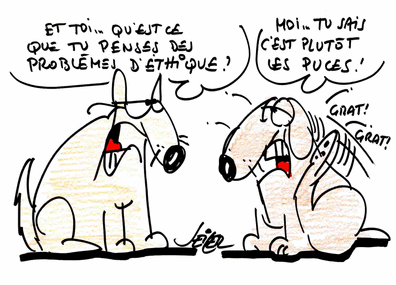 ET TOI... QU'EST CE
QUE TU PENSES DES
PROBLÈMES D'ÉTHIQUE?
MOI... TU SAIS
C'EST PLUTÔT
LES PUCES!
GRAT!
GRAT!